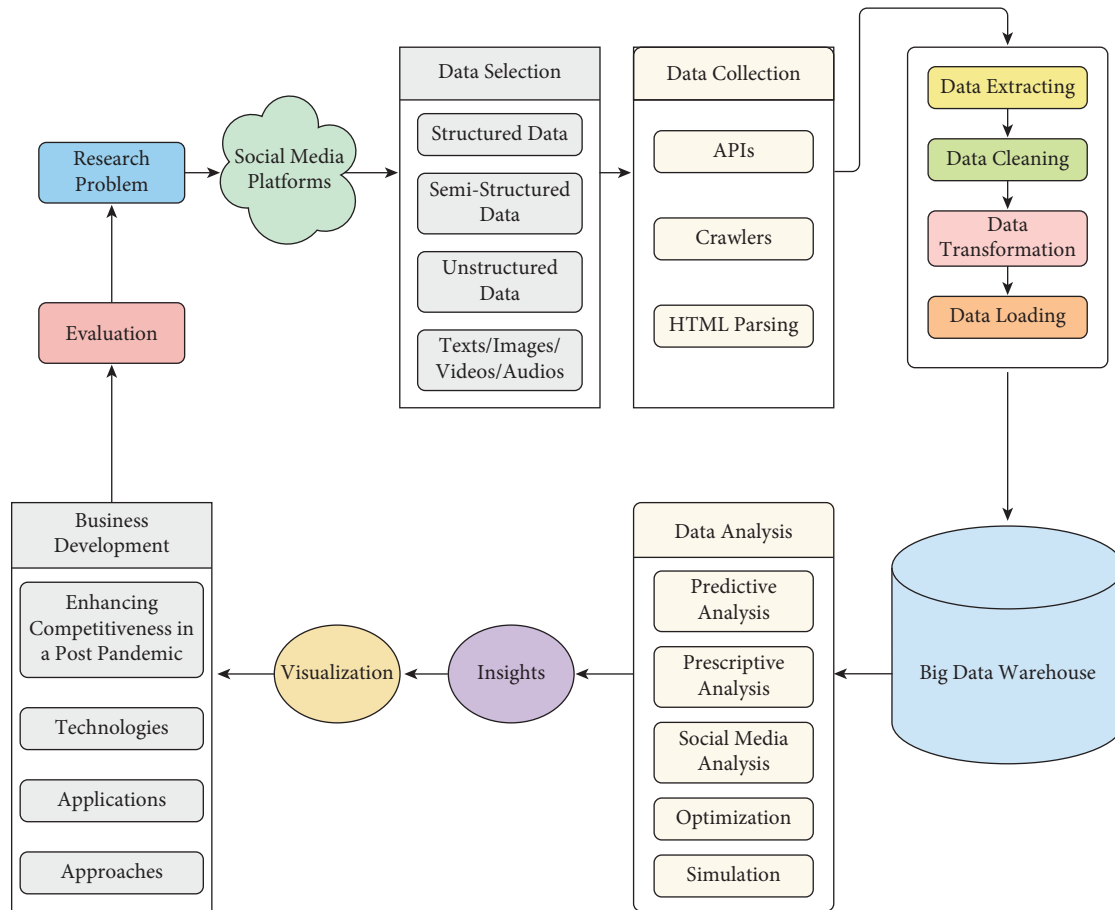 Research
Problem
Evaluation
Social Media
Platforms
Data Selection
Structured Data
Semi-Structured
Data
Unstructured
Data
Texts/Images/
Videos/Audios
Data Collection
APIs
Crawlers
HTML Parsing
Data Extracting
Data Cleaning
Data
Transformation
Data Loading
Business
Development
Enhancing
Competitiveness in
a Post Pandemic
Technologies
Applications
Approaches
Visualization
Insights
Data Analysis
Predictive
Analysis
Prescriptive
Analysis
Social Media
Analysis
Optimization
Simulation
Big Data Warehouse